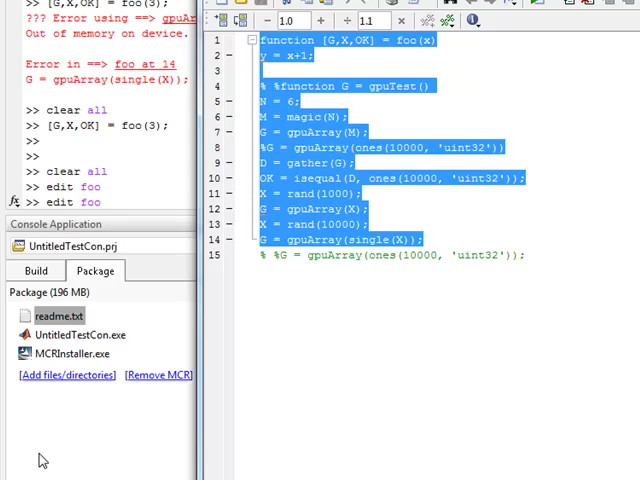 >> [G,X,OK] = foo(3);
??? Error using ==> gpuAr
Out of memory on device.
Error in ==> foo at 14
G = gpuArray(single(X));
>> clear all
>> [G,X,OK] = foo(3);
>>
>>
>> clear all
>> edit foo
fx >> edit foo
Console Application
UntitledTestCon.prj
Build Package
Package (196 MB)
readme.txt
UntitledTestCon.exe
MCRInstaller.exe
[Add files/directories] [Remove MCR]
- 1.0 + ÷ 1.1 ×
1 function [G,X,OK] = foo(x)
2 – y = x+1;
3
4 % %function G = gpuTest()
5 – N = 6;
6 – M = magic(N);
7 – G = gpuArray(M);
8 %G = gpuArray(ones(10000, 'uint32'))
9 – D = gather(G);
10 – OK = isequal(D, ones(10000, 'uint32'));
11 – X = rand(1000);
12 – G = gpuArray(X);
13 – X = rand(10000);
14 – G = gpuArray(single(X));
15 % %G = gpuArray(ones(10000, 'uint32'));